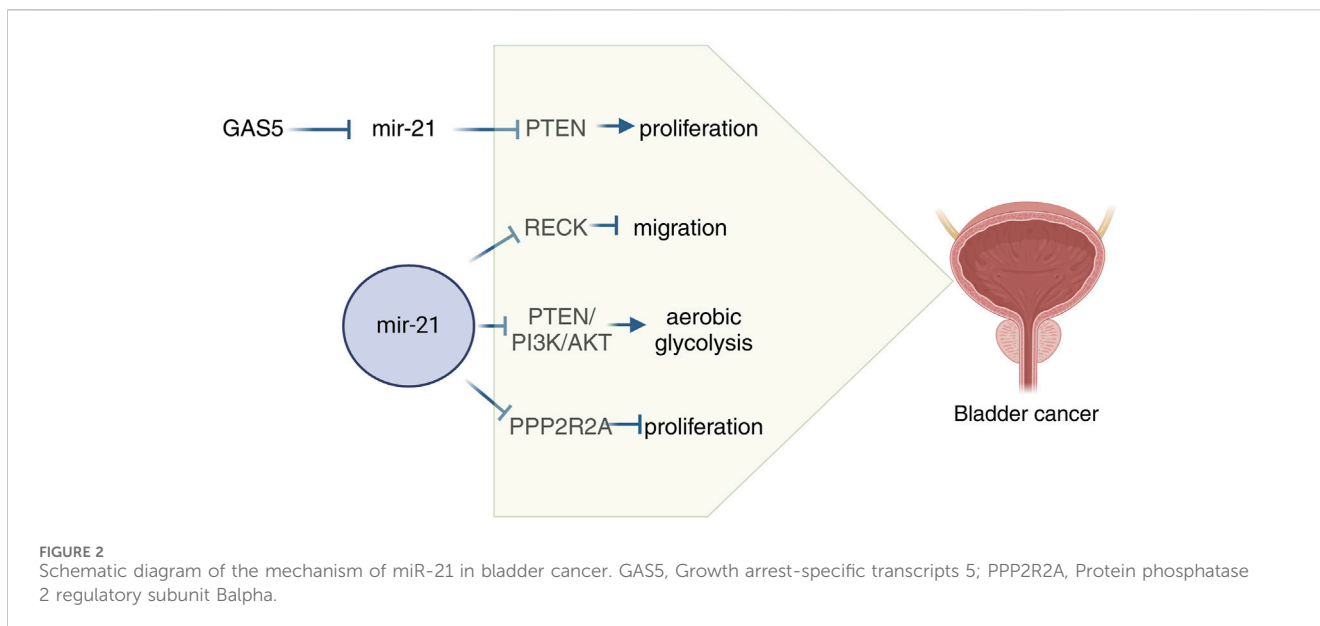 GAS5 mir-21 PTEN proliferation
RECK migration
mir-21
PTEN/
PI3K/AKT
aerobic
glycolysis
PPP2R2A proliferation
Bladder cancer
FIGURE 2
Schematic diagram of the mechanism of miR-21 in bladder cancer. GAS5, Growth arrest-specific transcripts 5; PPP2R2A, Protein phosphatase
2 regulatory subunit Balpha.